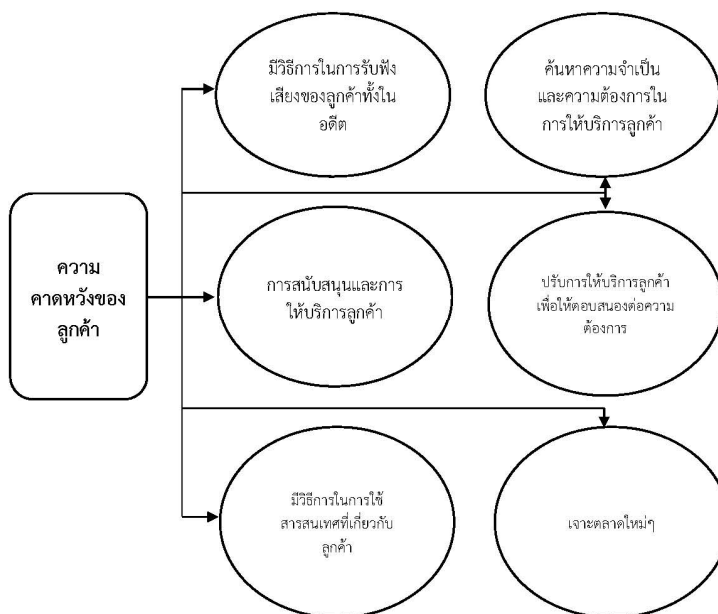 มีวิธีการในการรับฟัง
เสียงของลูกค้าทั้งใน
อดีต
ค้นหาความจำเป็น
และความต้องการใน
การให้บริการลูกค้า
ความ
คาดหวังของ
ลูกค้า
การสนับสนุนและการ
ให้บริการลูกค้า
ปรับการให้บริการลูกค้า
เพื่อให้ตอบสนองต่อความ
ต้องการ
มีวิธีการในการใช้
สารสนเทศที่เกี่ยวกับ
ลูกค้า
เจาะตลาดใหม่ๆ